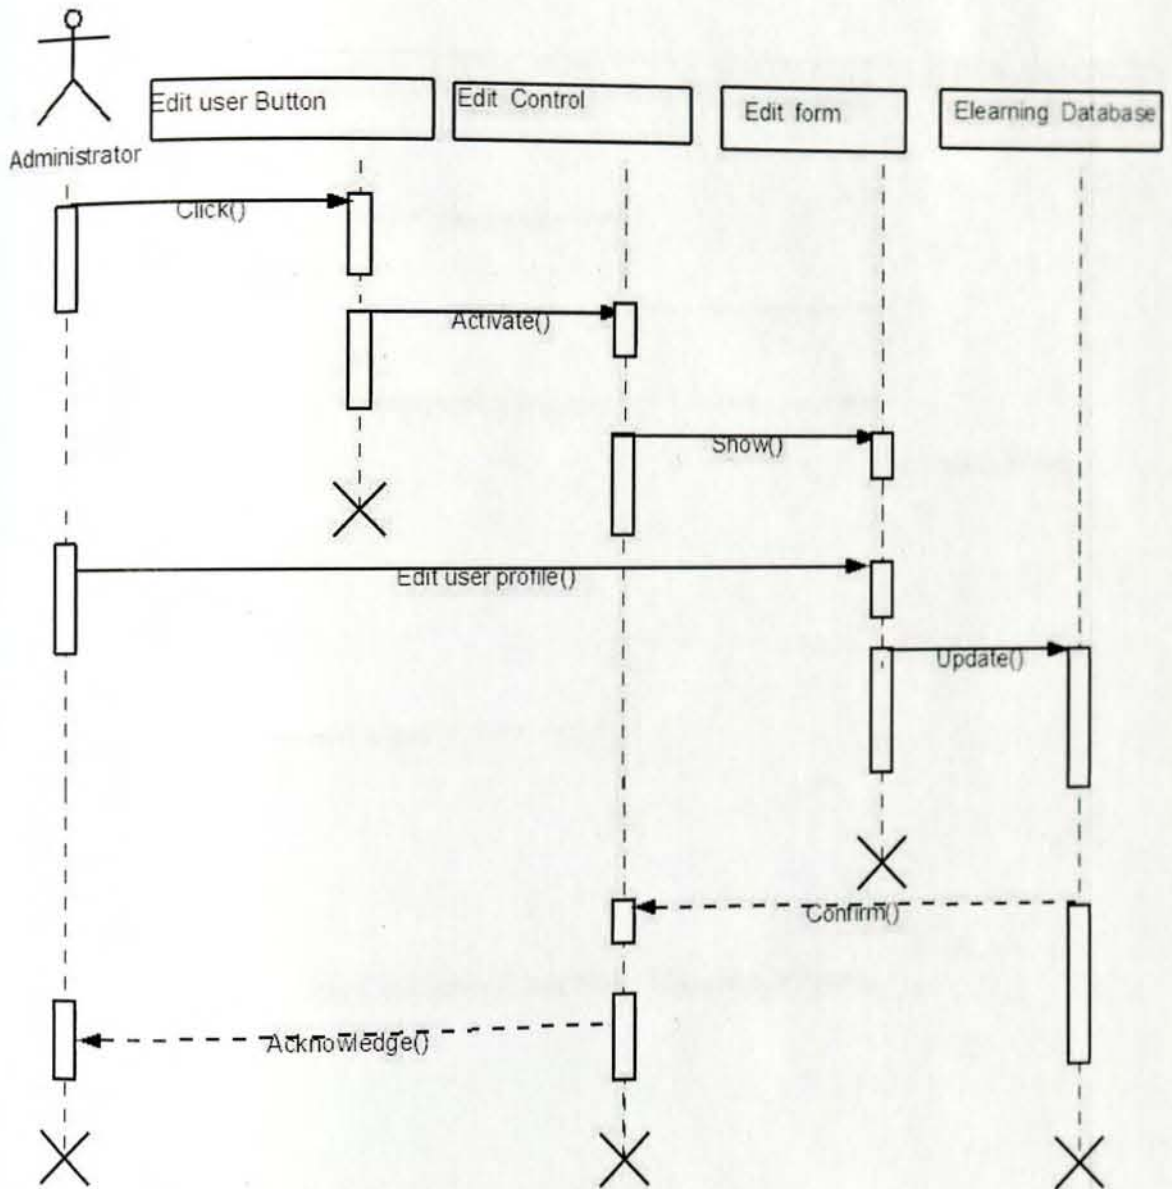 Edit user Button
Edit Control
Edit form
Elearning Database
Administrator
Click()
Activate()
Show()
Edit user profile()
Update()
Confirm()
Acknowledge()